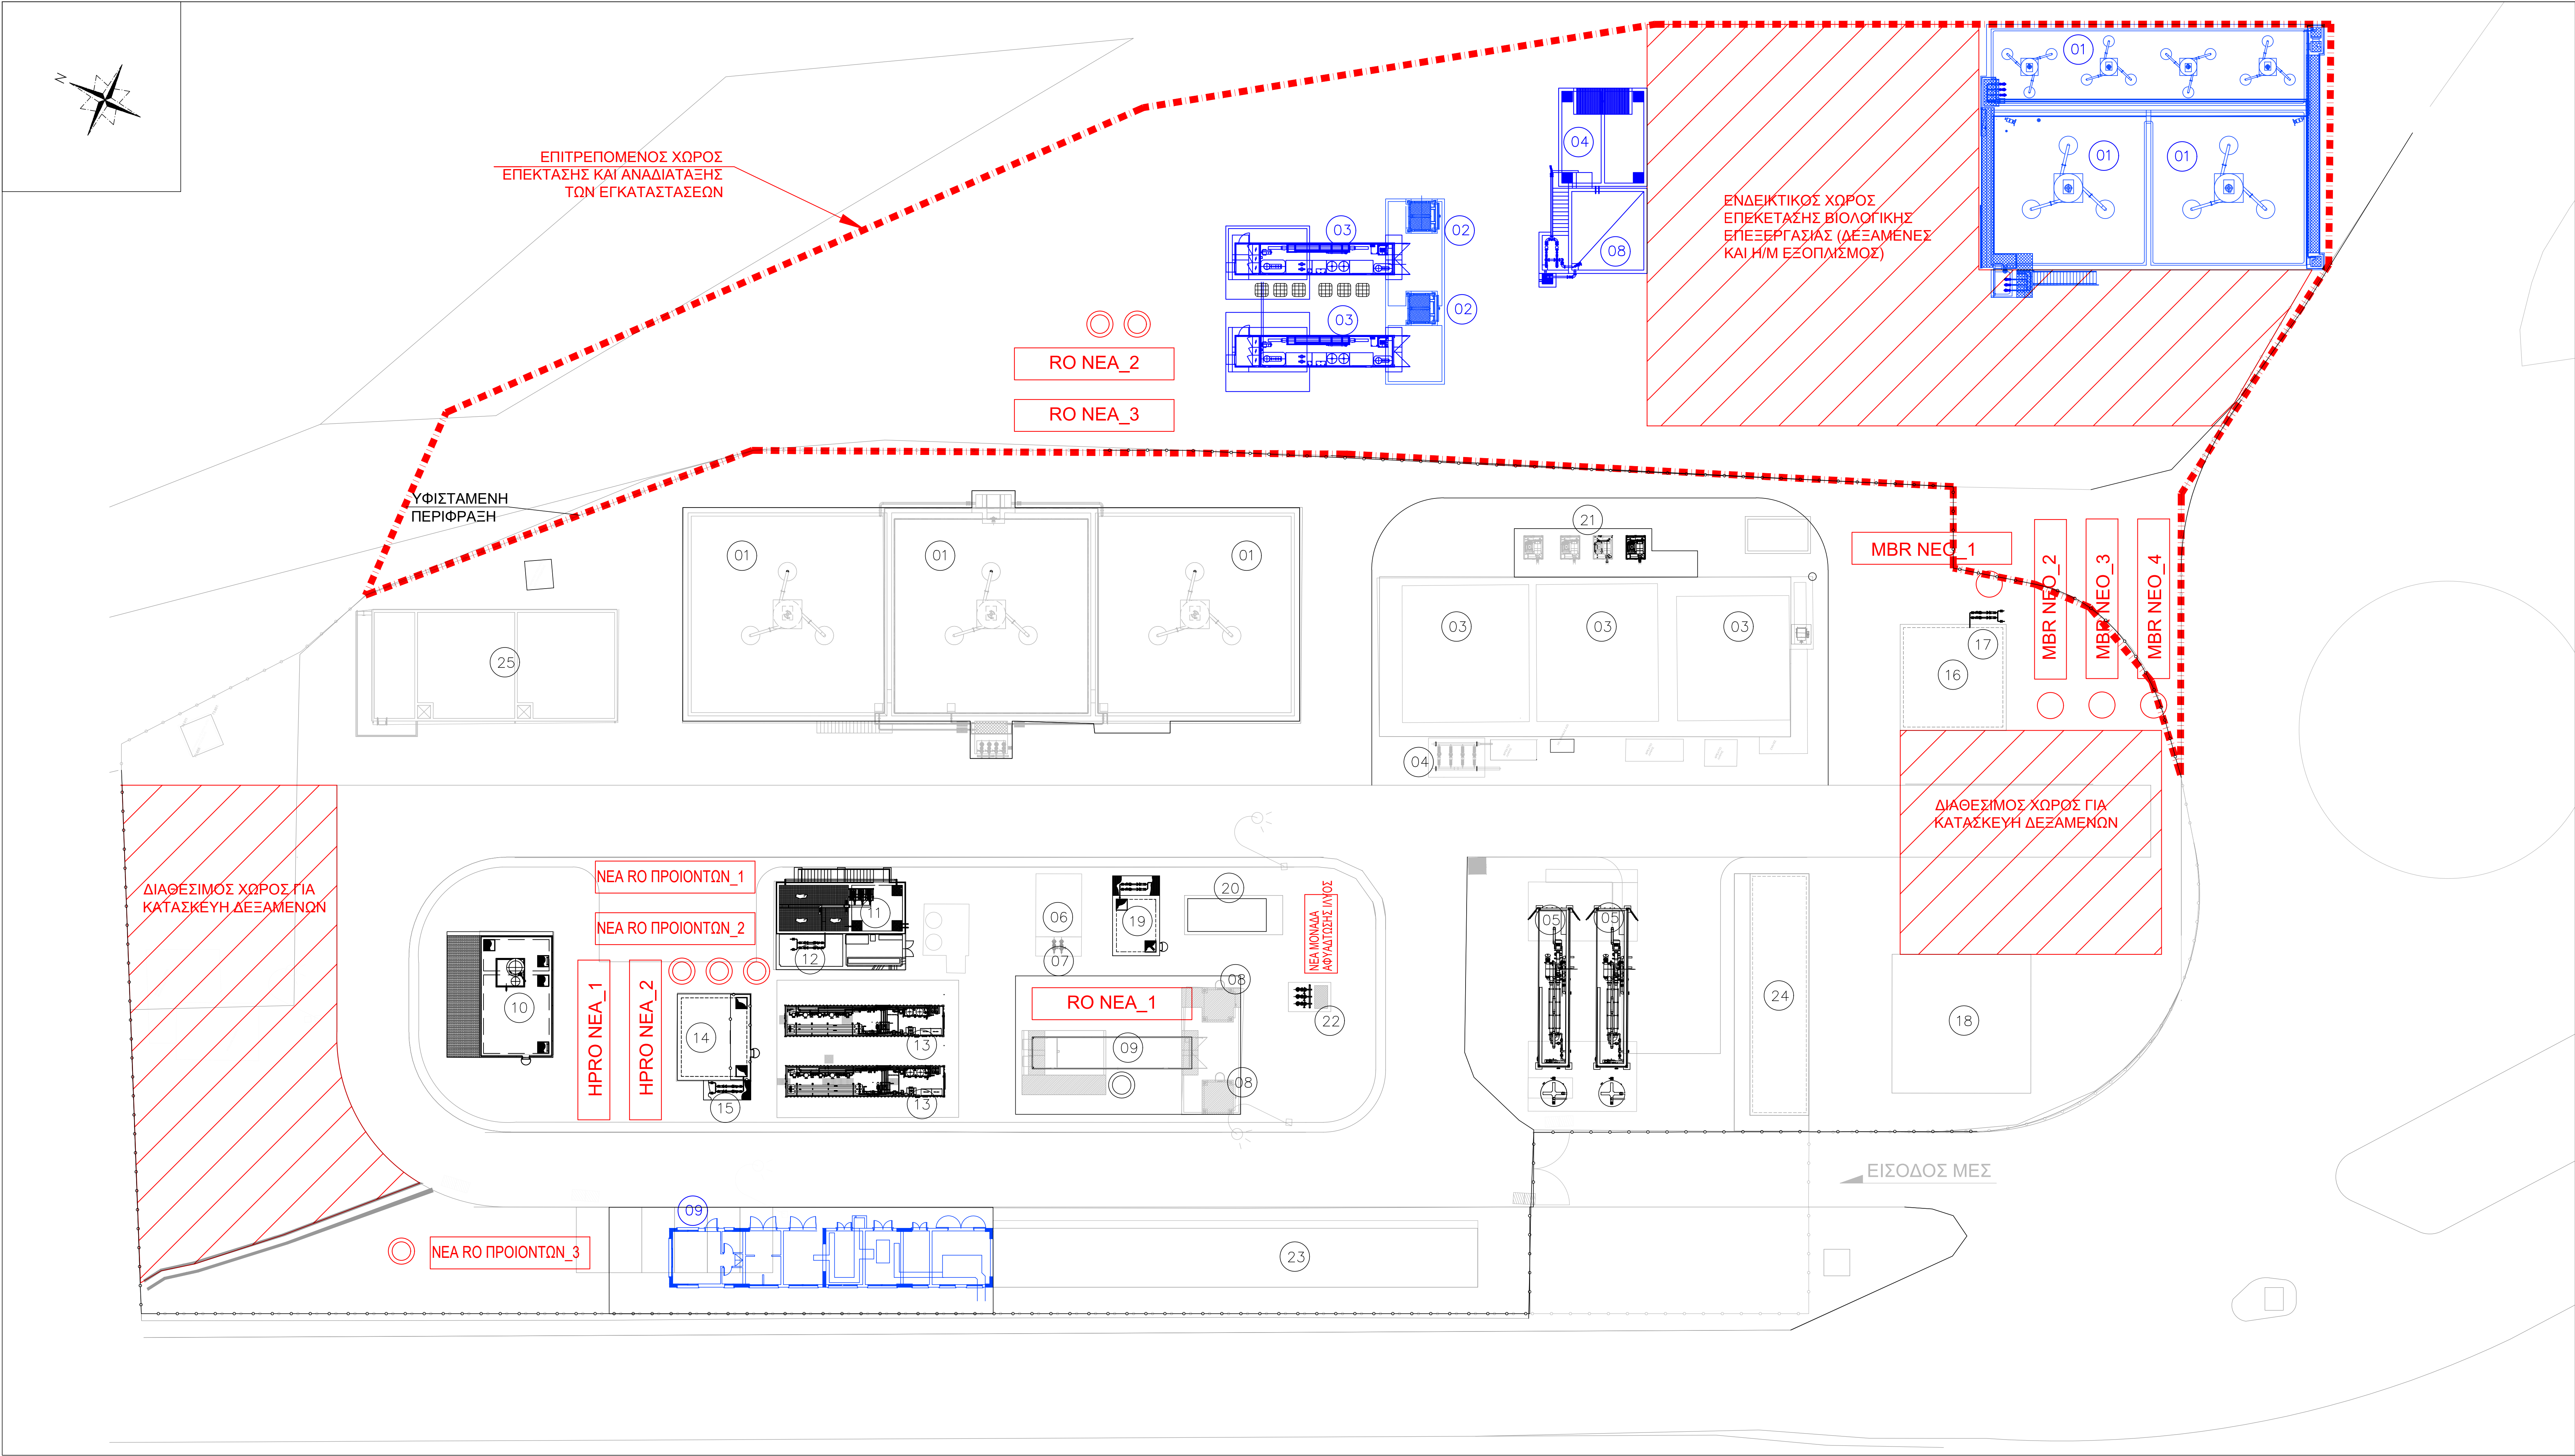 N
ΕΠΙΤΡΕΠΟΜΕΝΟΣ ΧΩΡΟΣ
ΕΠΕΚΤΑΣΗΣ ΚΑΙ ΑΝΑΔΙΑΤΑΞΗΣ
ΤΩΝ ΕΓΚΑΤΑΣΤΑΣΕΩΝ
01
01
01
04
08
ΕΝΔΕΙΚΤΙΚΟΣ ΧΩΡΟΣ
ΕΠΕΚΕΤΑΣΗΣ ΒΙΟΛΟΓΙΚΗΣ
ΕΠΕΞΕΡΓΑΣΙΑΣ (ΔΕΞΑΜΕΝΕΣ
ΚΑΙ Η/Μ ΕΞΟΠΛΙΣΜΟΣ)
03
02
03
02
RO ΝΕΑ_2
RO ΝΕΑ_3
ΥΦΙΣΤΑΜΕΝΗ
ΠΕΡΙΦΡΑΞΗ
01
01
01
21
MBR ΝΕΟ_1
MBR ΝΕΟ_2
MBR ΝΕΟ_3
MBR ΝΕΟ_4
25
03
03
03
17
16
04
ΔΙΑΘΕΣΙΜΟΣ ΧΩΡΟΣ ΓΙΑ
ΚΑΤΑΣΚΕΥΗ ΔΕΞΑΜΕΝΩΝ
ΔΙΑΘΕΣΙΜΟΣ ΧΩΡΟΣ ΓΙΑ
ΚΑΤΑΣΚΕΥΗ ΔΕΞΑΜΕΝΩΝ
ΝΕΑ RO ΠΡΟΙΟΝΤΩΝ_1
ΝΕΑ RO ΠΡΟΙΟΝΤΩΝ_2
11
12
06
07
19
20
ΝΕΑ ΜΟΝΑΔΑ
ΑΦΥΔΑΤΩΣΗΣ ΙΛΥΟΣ
05
05
10
HPRO ΝΕΑ_1
HPRO ΝΕΑ_2
14
15
13
13
RO ΝΕΑ_1
08
09
08
22
24
18
ΕΙΣΟΔΟΣ ΜΕΣ
09
ΝΕΑ RO ΠΡΟΙΟΝΤΩΝ_3
23